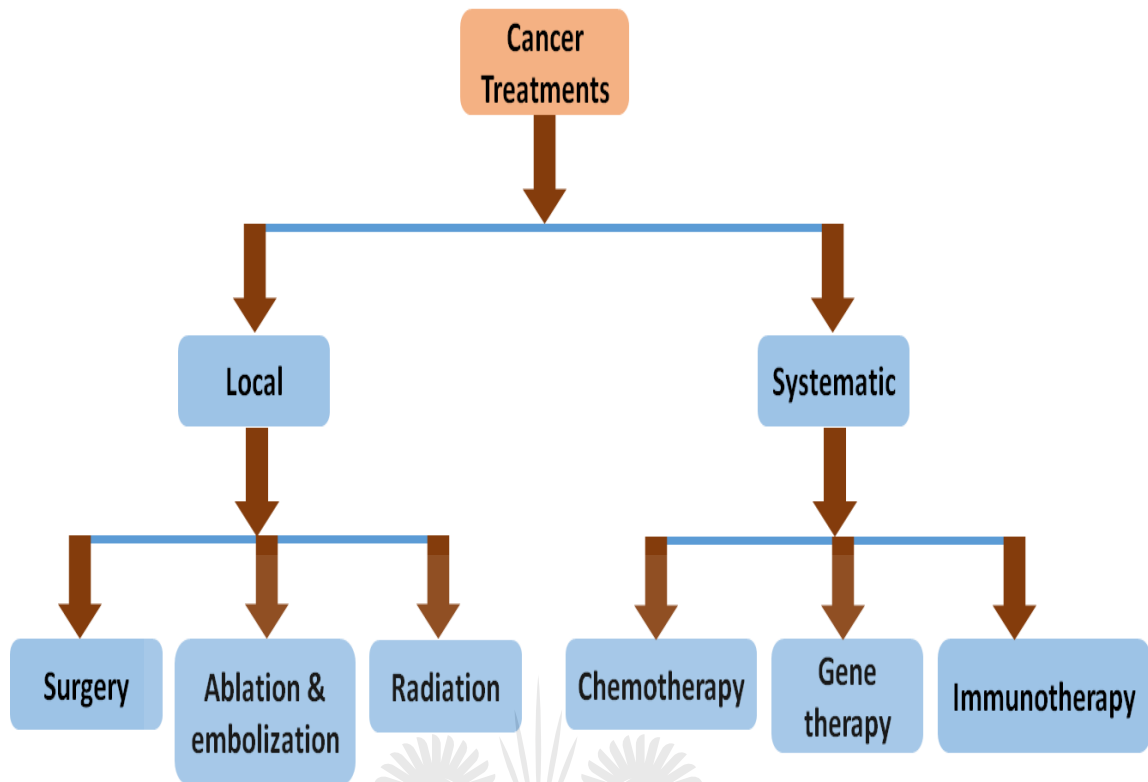 Cancer
Treatments
Local
Systematic
Surgery
Ablation &
embolization
Radiation
Chemotherapy
Gene
therapy
Immunotherapy